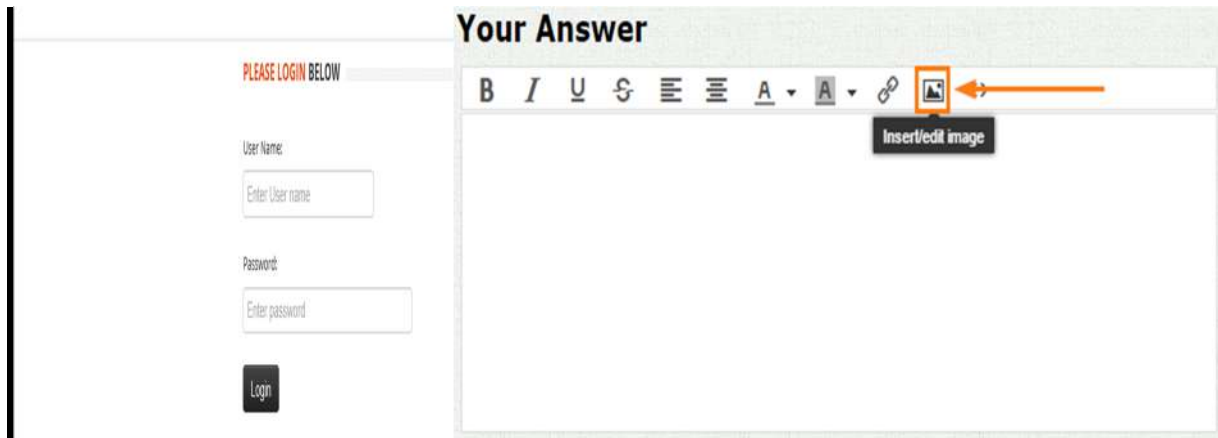 PLEASE LOGIN BELOW
User Name:
Enter User name
Password:
Enter password
Login
Your Answer
B I U S A A
Insert/edit image